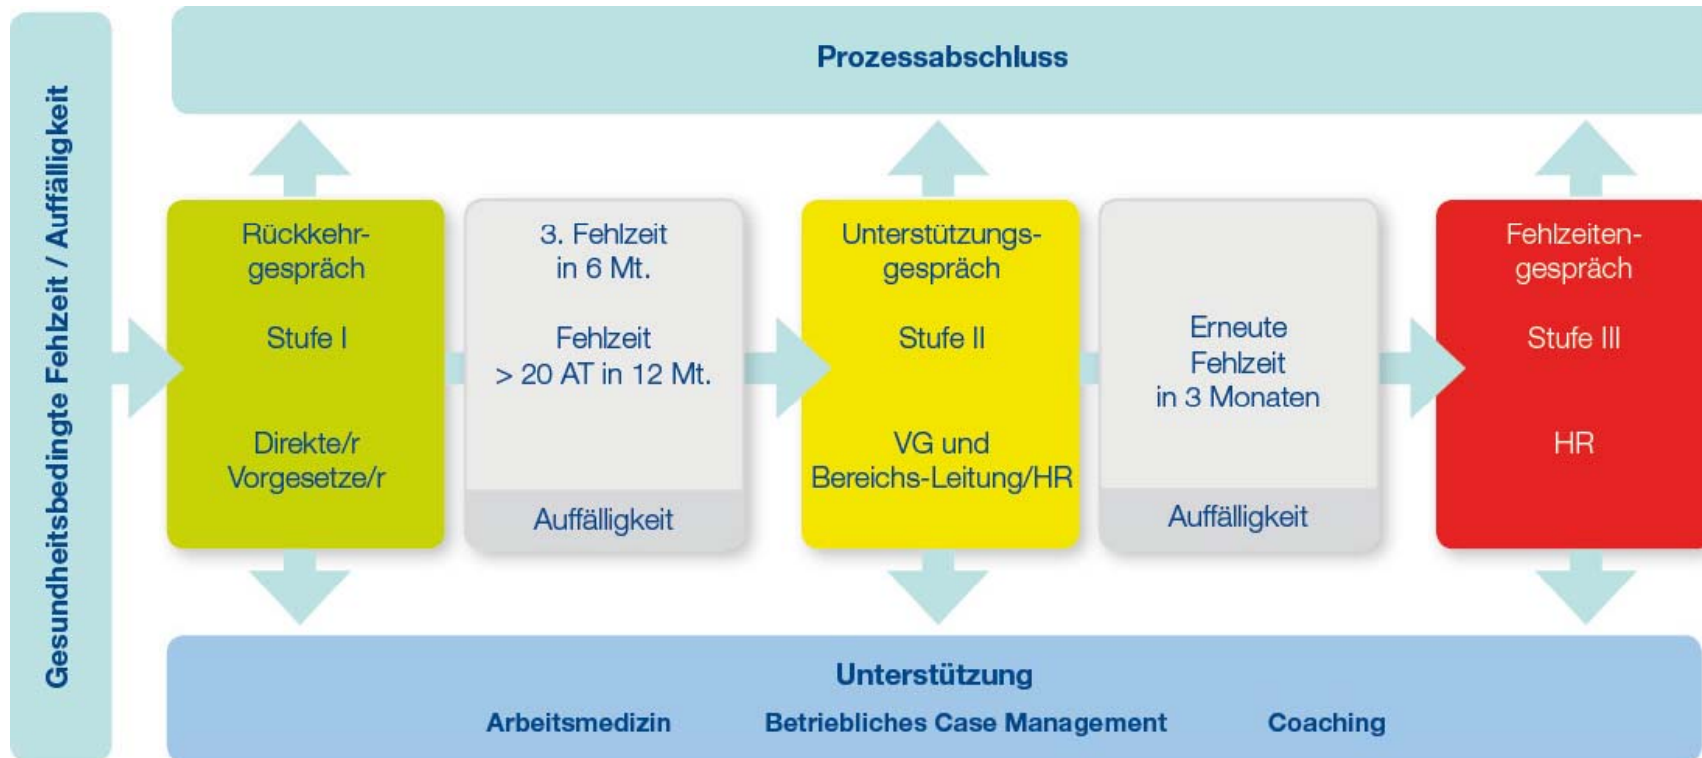 Gesundheitsbedingte Fehlzeit / Auffälligkeit
Prozessabschluss
Rückkehr-
gespräch
Stufe I
Direkte/r
Vorgesetze/r
3. Fehlzeit
in 6 Mt.
Fehlzeit
> 20 AT in 12 Mt.
Auffälligkeit
Unterstützungs-
gespräch
Stufe II
VG und
Bereichs-Leitung/HR
Erneute
Fehlzeit
in 3 Monaten
Auffälligkeit
Fehlzeiten-
gespräch
Stufe III
HR
Unterstützung
Arbeitsmedizin Betriebliches Case Management Coaching